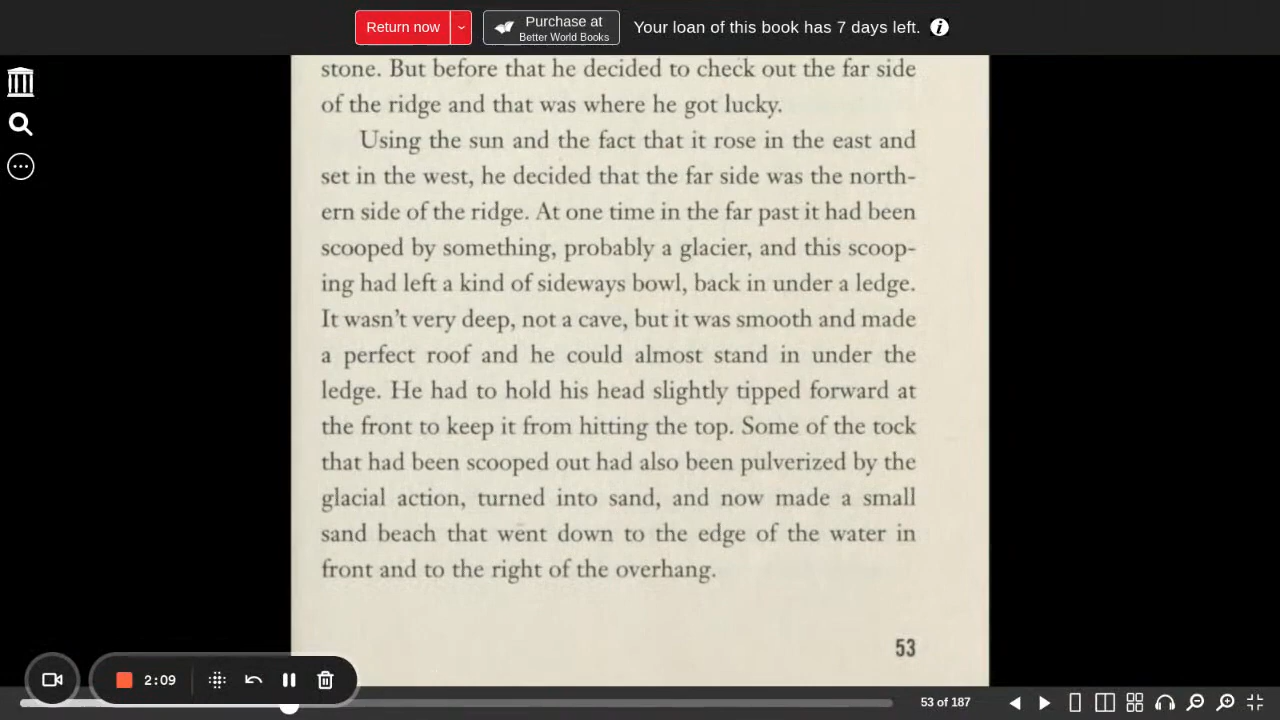 Return now
Purchase at
Better World Books
Your loan of this book has 7 days left.
stone. But before that he decided to check out the far side
of the ridge and that was where he got lucky.
Using the sun and the fact that it rose in the east and
set in the west, he decided that the far side was the north-
ern side of the ridge. At one time in the far past it had been
scooped by something, probably a glacier, and this scoop-
ing had left a kind of sideways bowl, back in under a ledge.
It wasn’t very deep, not a cave, but it was smooth and made
a perfect roof and he could almost stand in under the
ledge. He had to hold his head slightly tipped forward at
the front to keep it from hitting the top. Some of the tock
that had been scooped out had also been pulverized by the
glacial action, turned into sand, and now made a small
sand beach that went down to the edge of the water in
front and to the right of the overhang.
53
2:09
53 of 187